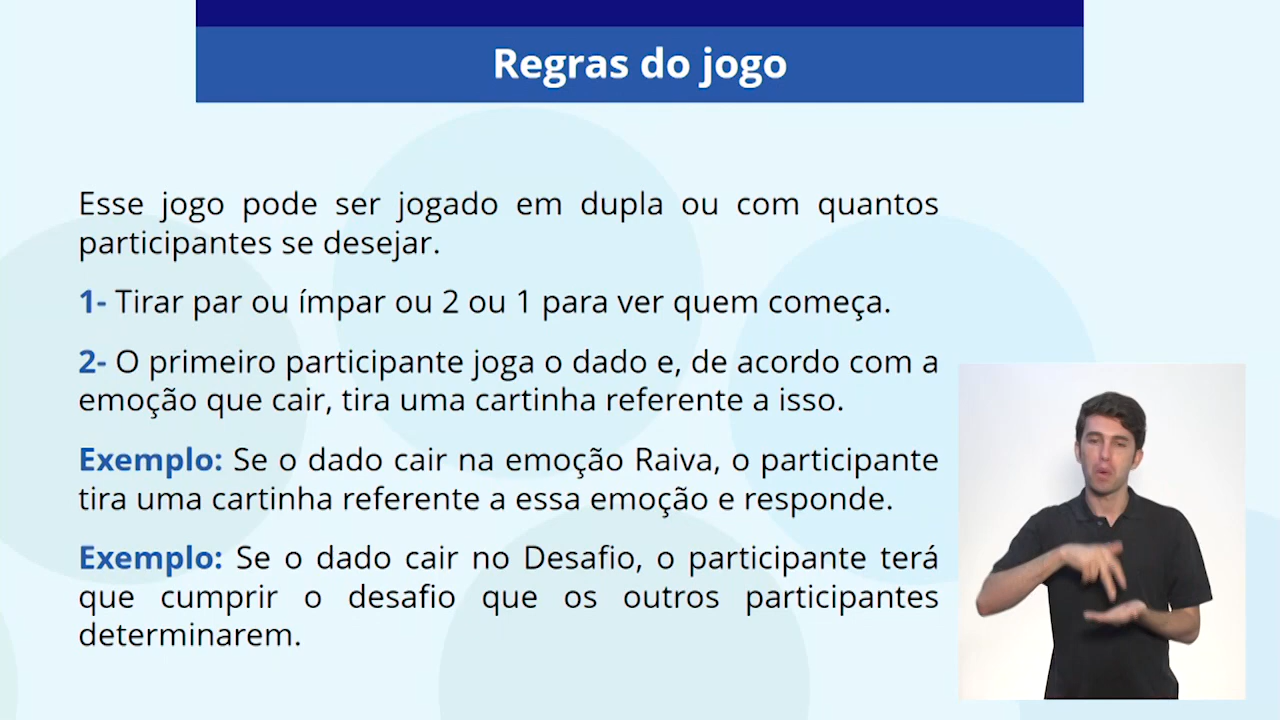 Regras do jogo
Esse jogo pode ser jogado em dupla ou com quantos
participantes se desejar.
1- Tirar par ou ímpar ou 2 ou 1 para ver quem começa.
2- O primeiro participante joga o dado e, de acordo com a
emoção que cair, tira uma cartinha referente a isso.
Exemplo: Se o dado cair na emoção Raiva, o participante
tira uma cartinha referente a essa emoção e responde.
Exemplo: Se o dado cair no Desafio, o participante terá
que cumprir o desafio que os outros participantes
determinarem.